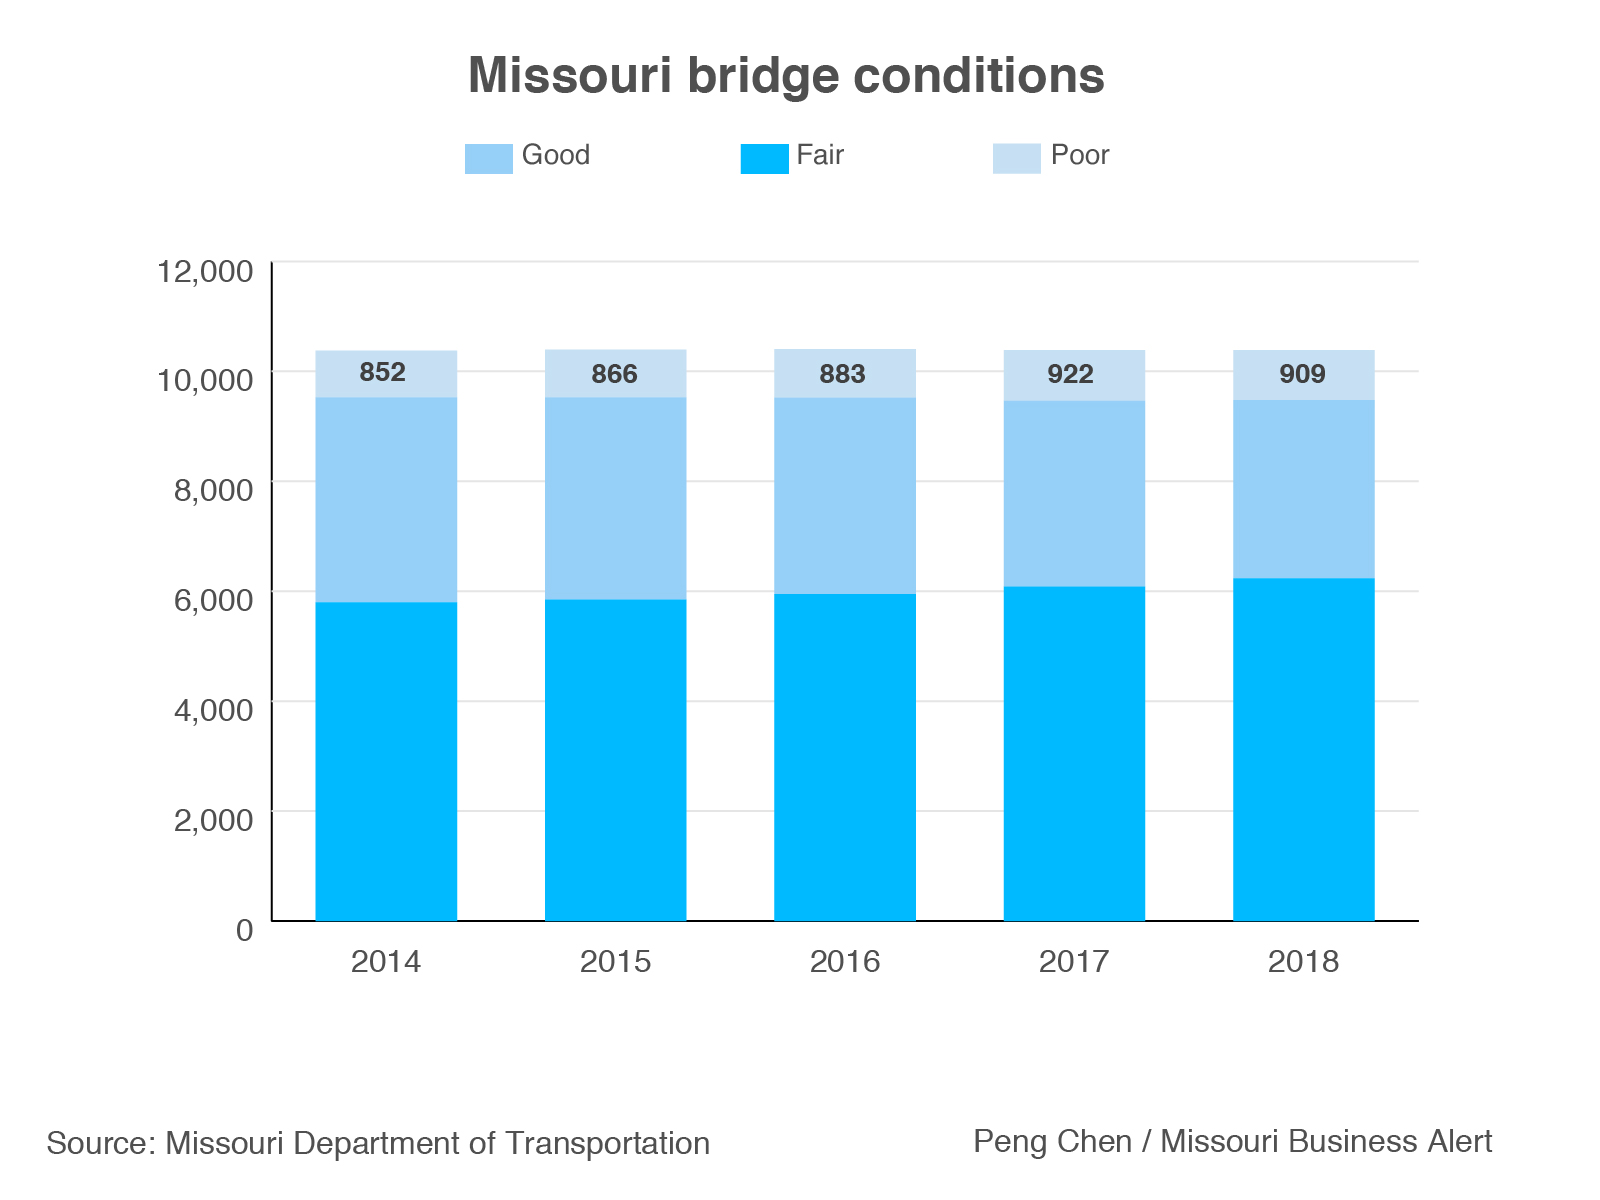 Missouri bridge conditions
Good Fair Poor
12,000
10,000
8,000
6,000
4,000
2,000
0
852 866 883 922 909
2014 2015 2016 2017 2018
Source: Missouri Department of Transportation
Peng Chen / Missouri Business Alert